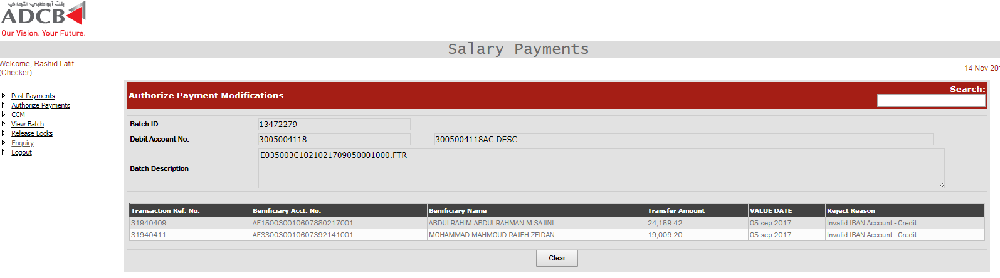 بنك أبوظبي التجاري
ADCB
Our Vision. Your Future.
Salary Payments
Welcome, Rashid Latif
(Checker)
14 Nov 201
Post Payments
Authorize Payments
CCM
View Batch
Release Locks
Enquiry
Logout
Authorize Payment Modifications
Search:
Batch ID 13472279
Debit Account No. 3005004118 3005004118AC DESC
Batch Description E035003C1021021709050001000.FTR
Transaction Ref. No. Benificiary Acct. No. Benificiary Name Transfer Amount VALUE DATE Reject Reason
31940409 AE150030010607880217001 ABDULRAHIM ABDULRAHMAN M SAJINI 24,159.42 05 sep 2017 Invalid IBAN Account - Credit
31940411 AE330030010607392141001 MOHAMMAD MAHMOUD RAJEH ZEIDAN 19,009.20 05 sep 2017 Invalid IBAN Account - Credit
Clear